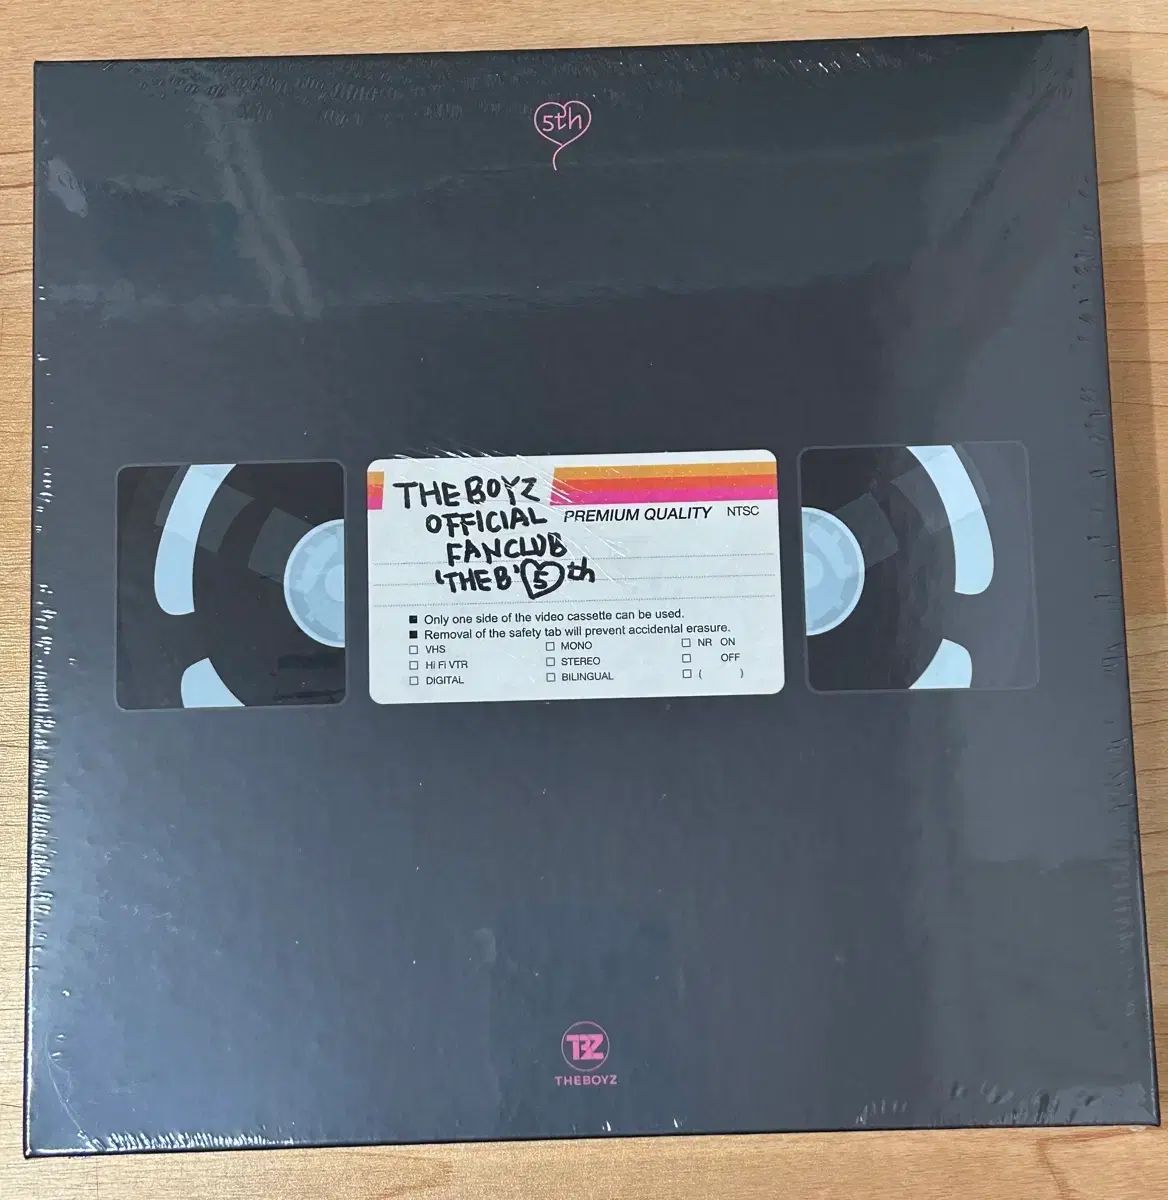 5th
THE BOYZ
OFFICIAL
FANCLUB
'THE B' 5th
PREMIUM QUALITY NTSC
Only one side of the video cassette can be used.
Removal of the safety tab will prevent accidental erasure.
VHS MONO NR ON
Hi Fi VTR STEREO OFF
DIGITAL BILINGUAL ( )
TBZ
THEBOYZ